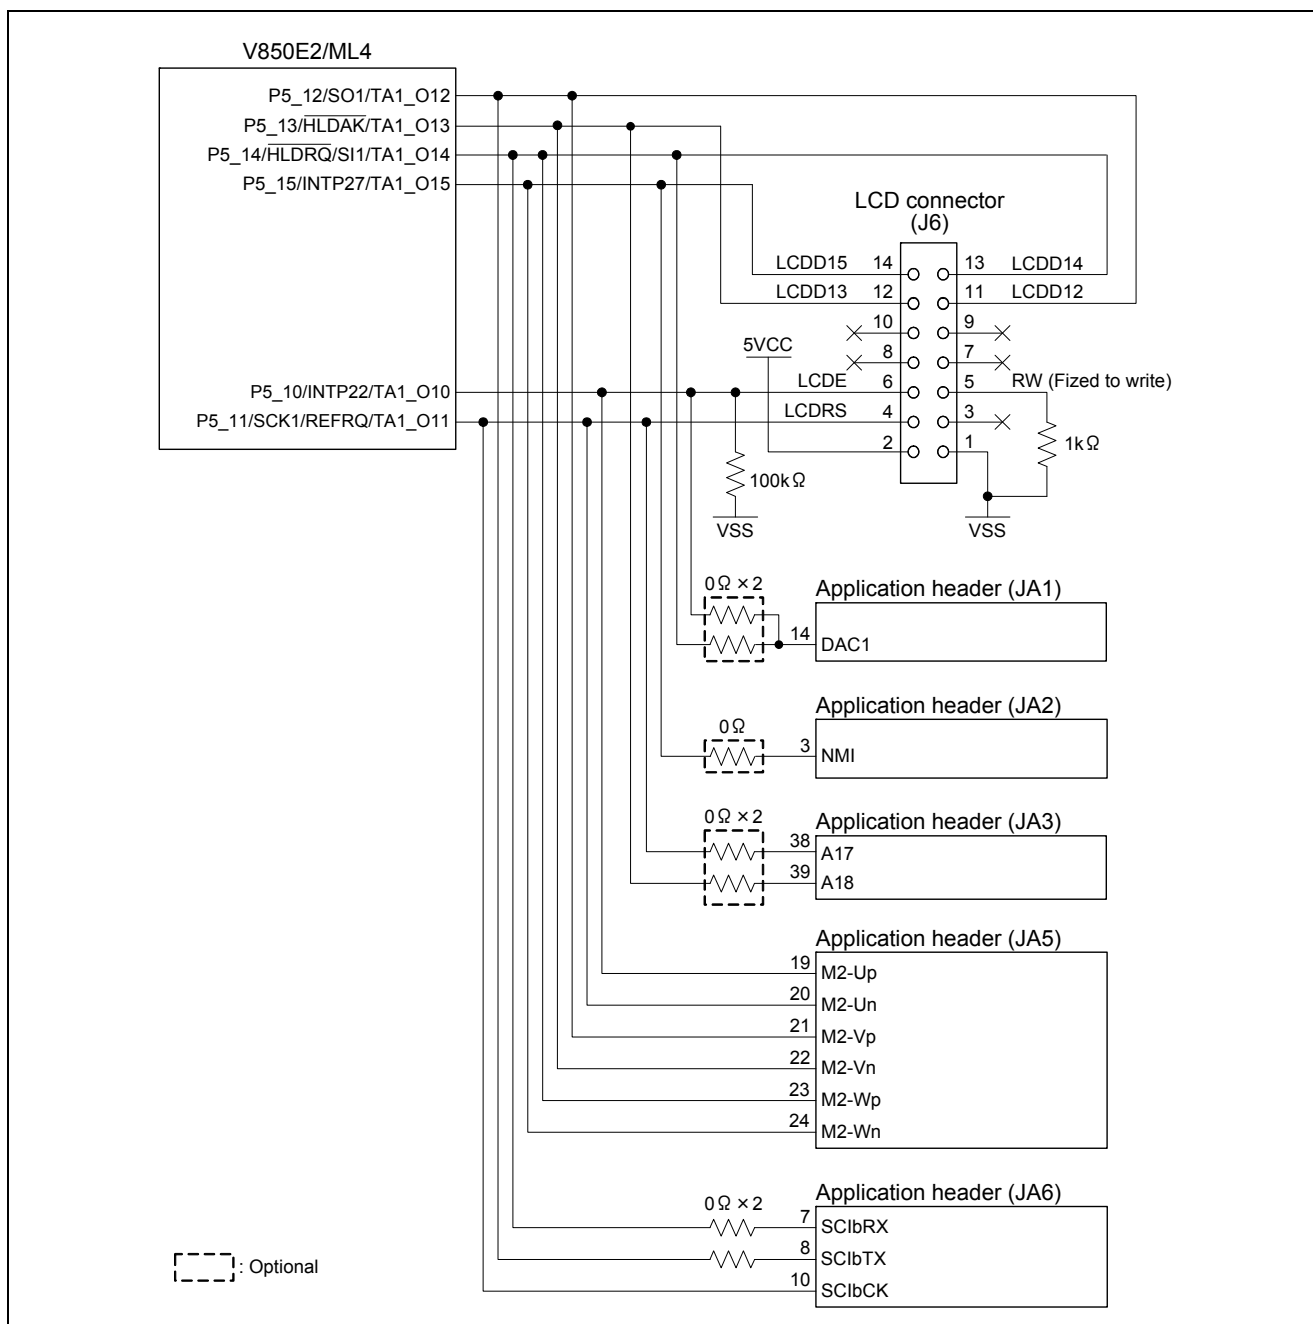 V850E2/ML4
P5_12/SO1/TA1_O12
P5_13/HLDAK/TA1_O13
P5_14/HLDRQ/SI1/TA1_O14
P5_15/INTP27/TA1_O15
P5_10/INTP22/TA1_O10
P5_11/SCK1/REFRQ/TA1_O11
LCD connector
(J6)
LCDD15 14 13 LCDD14
LCDD13 12 11 LCDD12
10 9
5VCC 8 7
LCDE 6 5 RW (Fized to write)
LCDRS 4 3
2 1
1kΩ
100kΩ
VSS
VSS
0Ω×2
Application header (JA1)
14 DAC1
Application header (JA2)
0Ω
3 NMI
0Ω×2
Application header (JA3)
38 A17
39 A18
Application header (JA5)
19 M2-Up
20 M2-Un
21 M2-Vp
22 M2-Vn
23 M2-Wp
24 M2-Wn
0Ω×2
Application header (JA6)
7 SCIbRX
8 SCIbTX
10 SCIbCK
: Optional